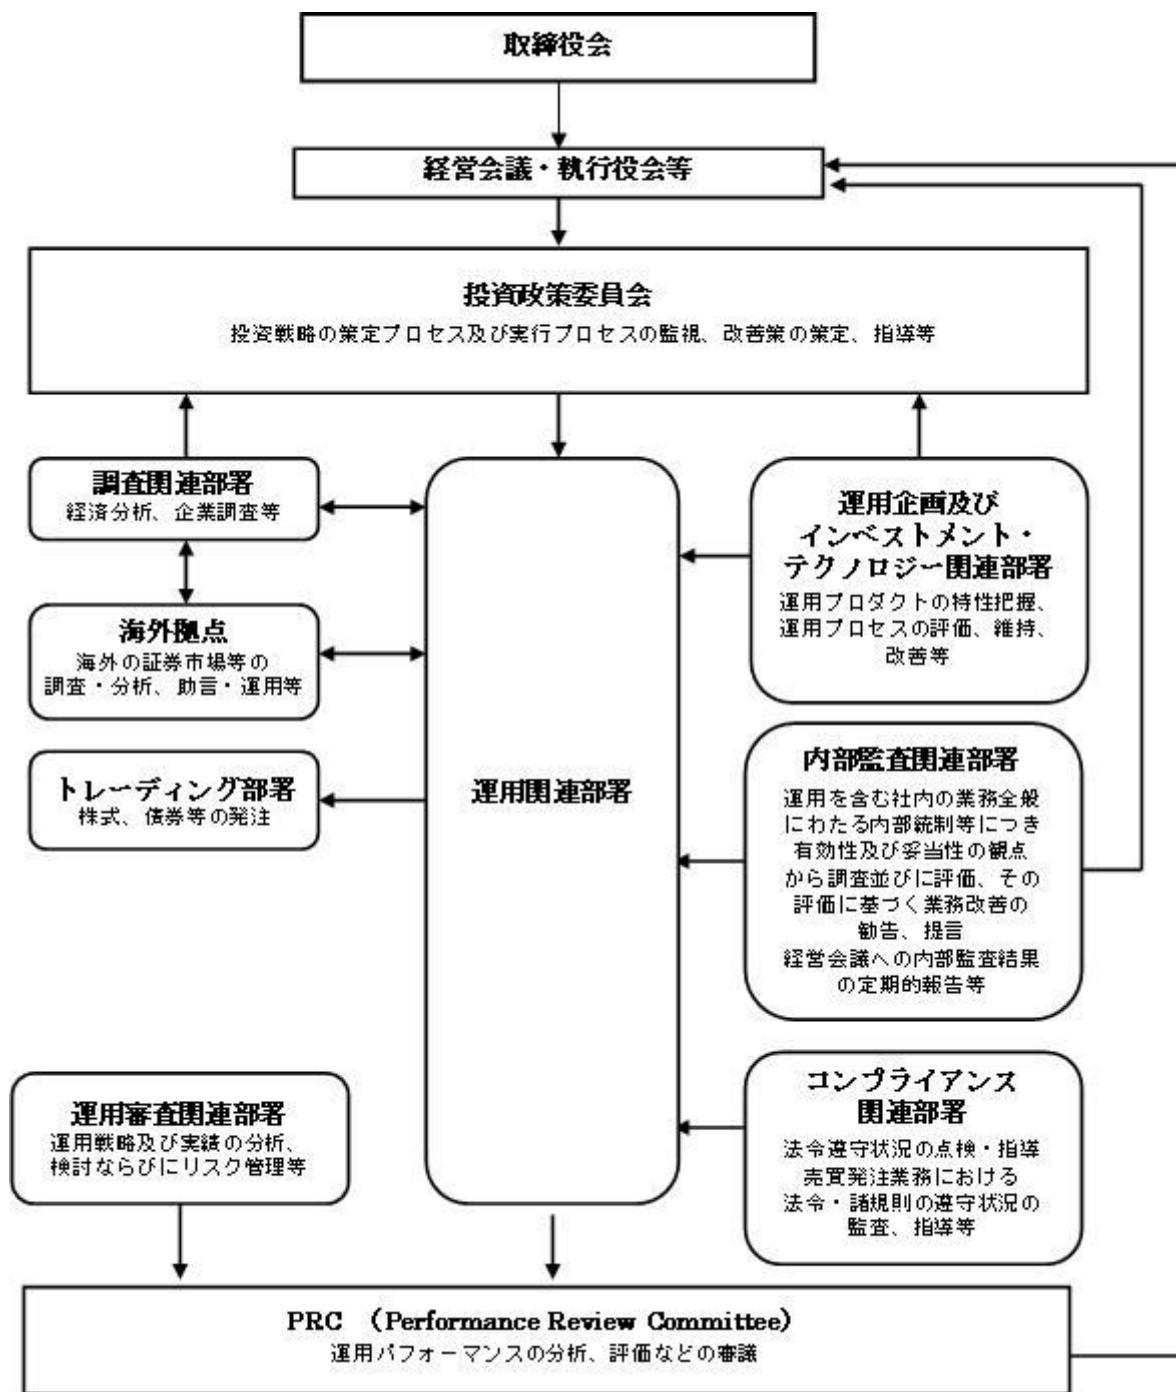 取締役会
経営会議・執行役会等
投資政策委員会
投資戦略の策定プロセス及び実行プロセスの監視、改善策の策定、指導等
調査関連部署
経済分析、企業調査等
海外拠点
海外の証券市場等の
調査・分析、助言・運用等
トレーディング部署
株式、債券等の発注
運用関連部署
運用企画及び
インベストメント・
テクノロジー関連部署
運用プロダクトの特性把握、
運用プロセスの評価、維持、
改善等
内部監査関連部署
運用を含む社内の業務全般
にわたる内部統制等につき
有効性及び妥当性の観点
から調査並びに評価、その
評価に基づく業務改善の
勧告、提言
経営会議への内部監査結果
の定期的報告等
運用審査関連部署
運用戦略及び実績の分析、
検討ならびにリスク管理等
コンプライアンス
関連部署
法令遵守状況の点検・指導
売買発注業務における
法令・諸規則の遵守状況の
監査、指導等
PRC （Performance Review Committee）
運用パフォーマンスの分析、評価などの審議